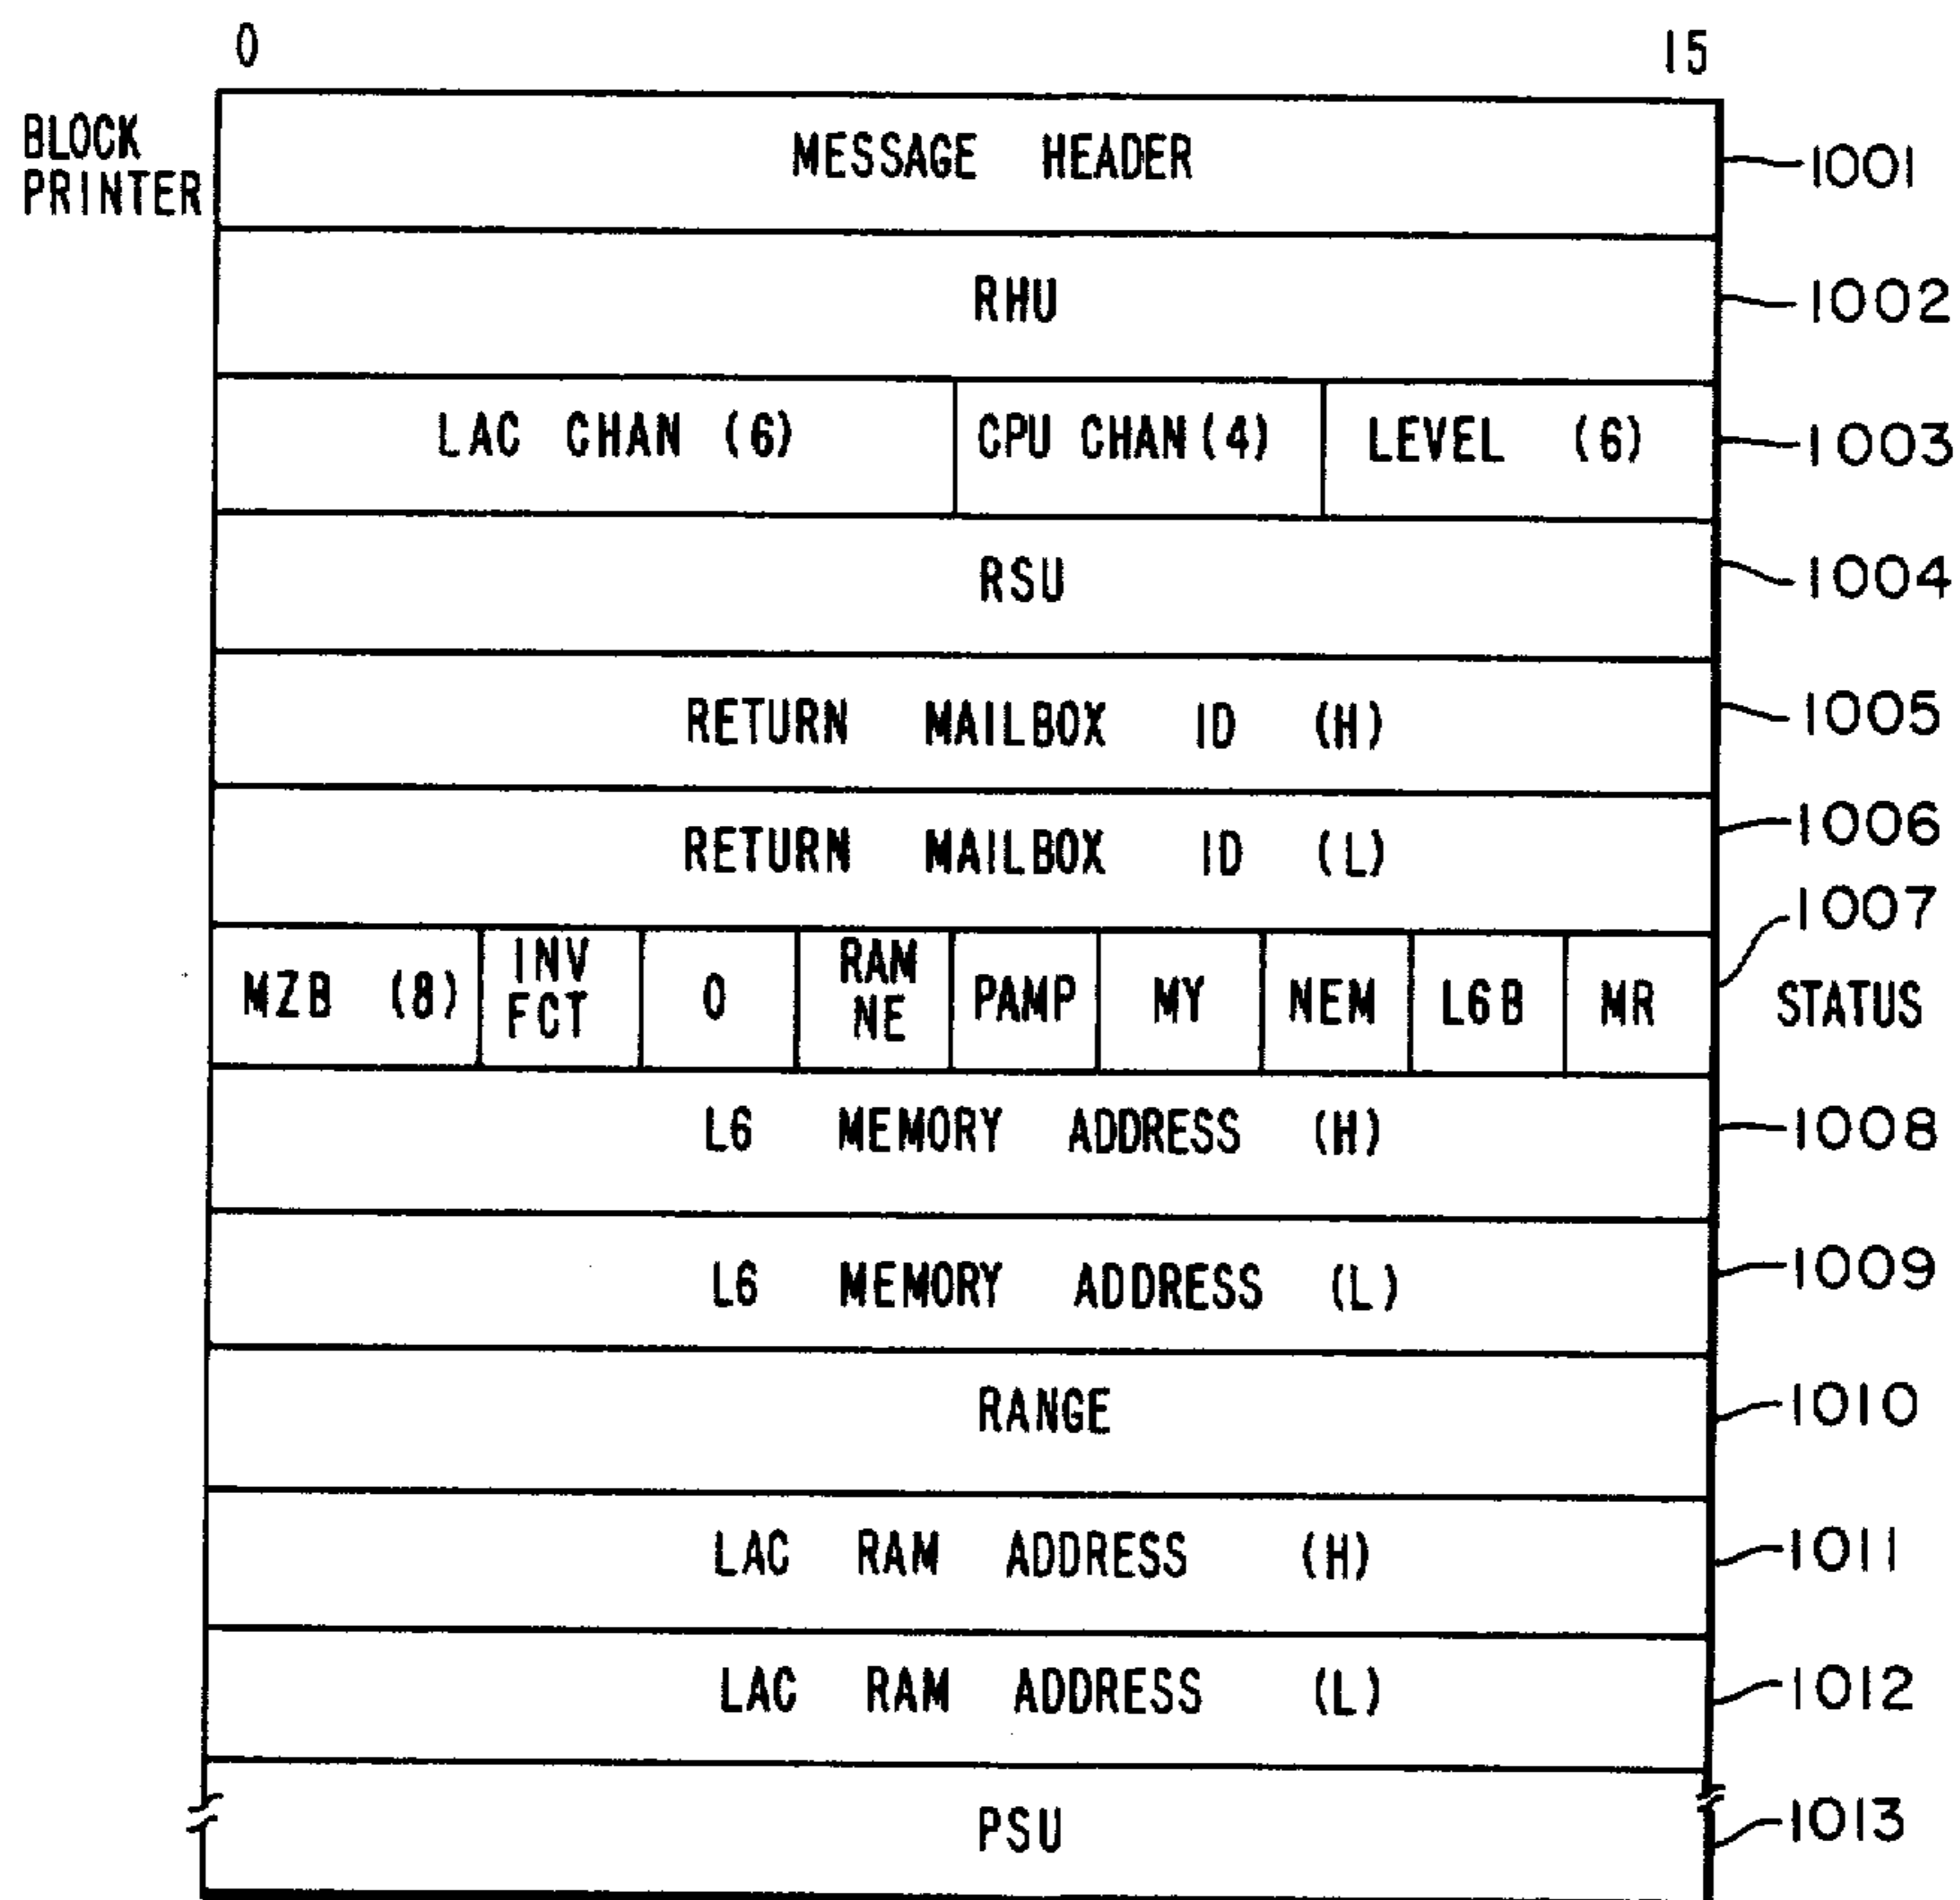 0 15
BLOCK
PRINTER
MESSAGE HEADER 1001
RHU 1002
LAC CHAN (6) CPU CHAN (4) LEVEL (6) 1003
RSU 1004
RETURN MAILBOX ID (H) 1005
RETURN MAILBOX ID (L) 1006
1007
MZB (8) INV FCT 0 RAM NE PAMP MY NEM L6B MR STATUS
L6 MEMORY ADDRESS (H) 1008
L6 MEMORY ADDRESS (L) 1009
RANGE 1010
LAC RAM ADDRESS (H) 1011
LAC RAM ADDRESS (L) 1012
PSU 1013